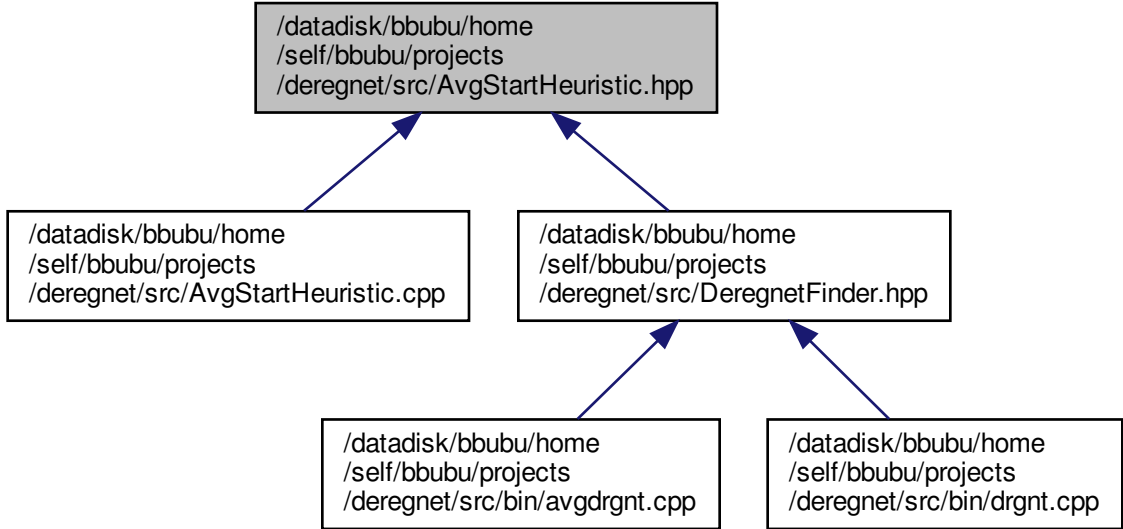 /datadisk/bbubu/home
/self/bbubu/projects
/deregnet/src/AvgStartHeuristic.hpp
/datadisk/bbubu/home
/self/bbubu/projects
/deregnet/src/AvgStartHeuristic.cpp
/datadisk/bbubu/home
/self/bbubu/projects
/deregnet/src/DeregnetFinder.hpp
/datadisk/bbubu/home
/self/bbubu/projects
/deregnet/src/bin/avgdrgnt.cpp
/datadisk/bbubu/home
/self/bbubu/projects
/deregnet/src/bin/drgnt.cpp